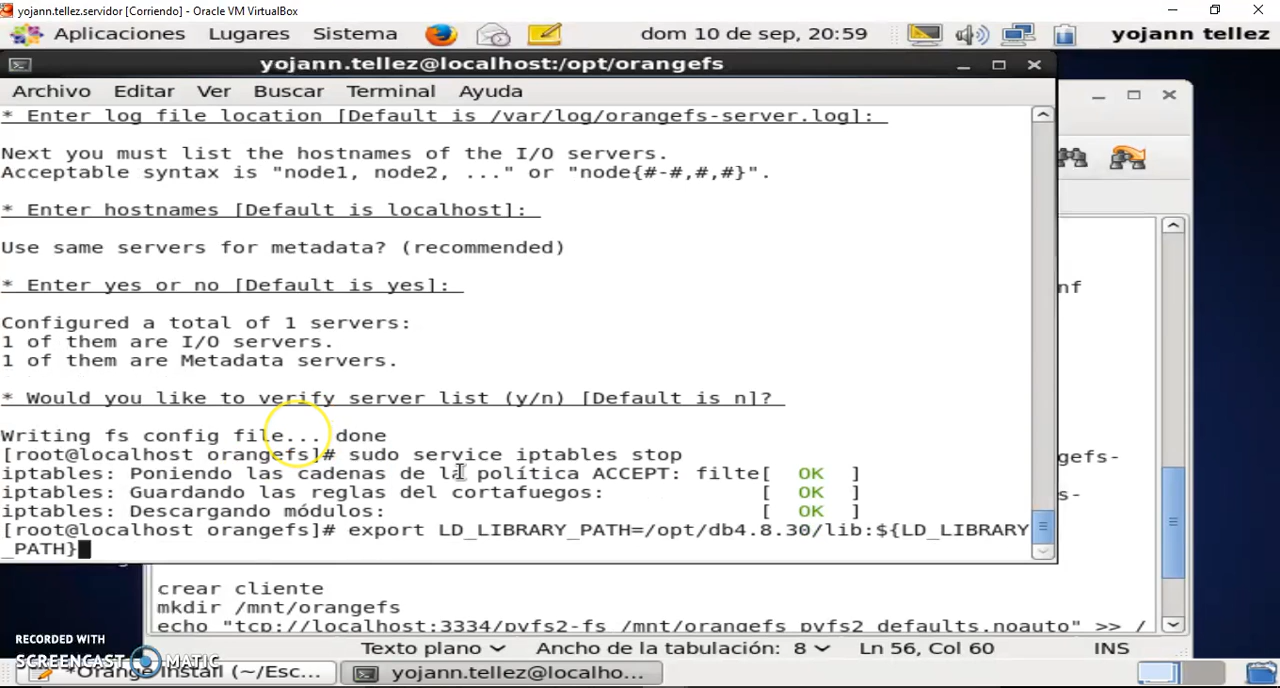 yojann.tellez.servidor [Corriendo] - Oracle VM VirtualBox
Aplicaciones Lugares Sistema dom 10 de sep, 20:59 yojann tellez
yojann.tellez@localhost:/opt/orangefs
Archivo Editar Ver Buscar Terminal Ayuda
* Enter log file location [Default is /var/log/orangefs-server.log]:
Next you must list the hostnames of the I/O servers.
Acceptable syntax is "node1, node2, ..." or "node{#-#,#,#}".
* Enter hostnames [Default is localhost]:
Use same servers for metadata? (recommended)
* Enter yes or no [Default is yes]:
nf
Configured a total of 1 servers:
1 of them are I/O servers.
1 of them are Metadata servers.
* Would you like to verify server list (y/n) [Default is n]?
Writing fs config file... done
[root@localhost orangefs]# sudo service iptables stop
gefs-
iptables: Poniendo las cadenas de la política ACCEPT: filte[ OK ]
iptables: Guardando las reglas del cortafuegos: [ OK ]
s-
iptables: Descargando módulos: [ OK ]
[root@localhost orangefs]# export LD_LIBRARY_PATH=/opt/db4.8.30/lib:${LD_LIBRARY
_PATH}
crear cliente
mkdir /mnt/orangefs
echo "tcp://localhost:3334/pvfs2-fs /mnt/orangefs pvfs2 defaults,noauto" >> /
RECORDED WITH
SCREENCAST MATIC
Texto plano Ancho de la tabulación: 8 Ln 56, Col 60 INS
*Orange Install (~/Esc... yojann.tellez@localho...